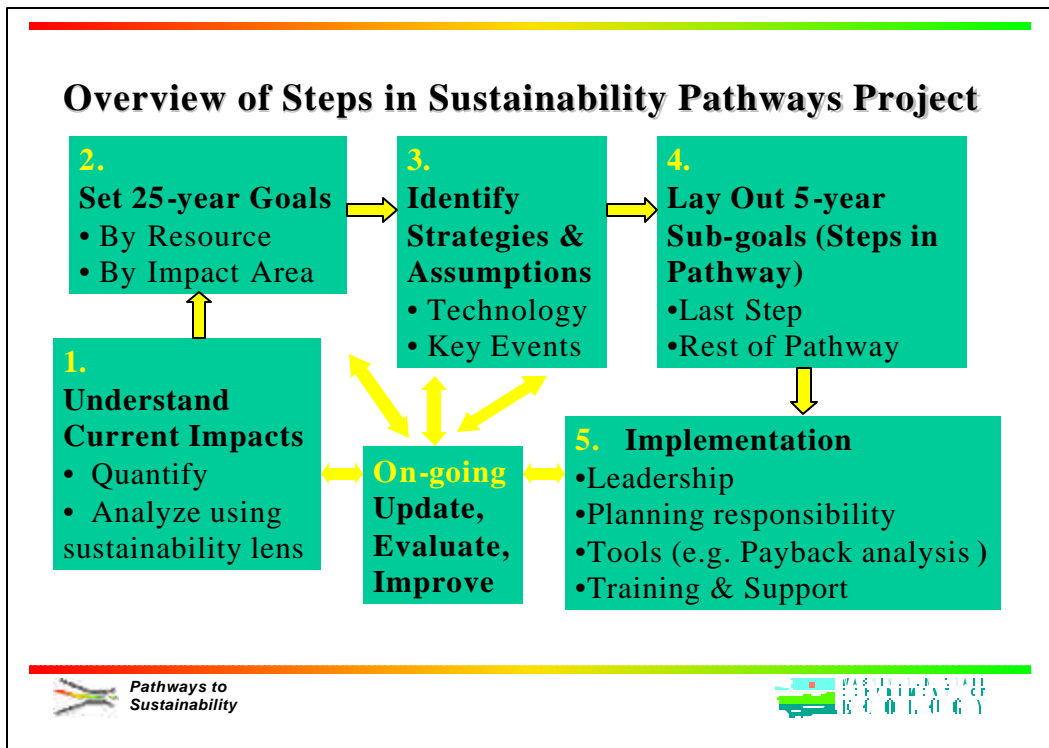 Overview of Steps in Sustainability Pathways Project
2.
Set 25-year Goals
• By Resource
• By Impact Area
3.
Identify
Strategies &
Assumptions
• Technology
• Key Events
4.
Lay Out 5-year
Sub-goals (Steps in
Pathway)
•Last Step
•Rest of Pathway
1.
Understand
Current Impacts
• Quantify
• Analyze using
sustainability lens
On-going
Update,
Evaluate,
Improve
5. Implementation
•Leadership
•Planning responsibility
•Tools (e.g. Payback analysis )
•Training & Support
Pathways to
Sustainability
ECOLOGY